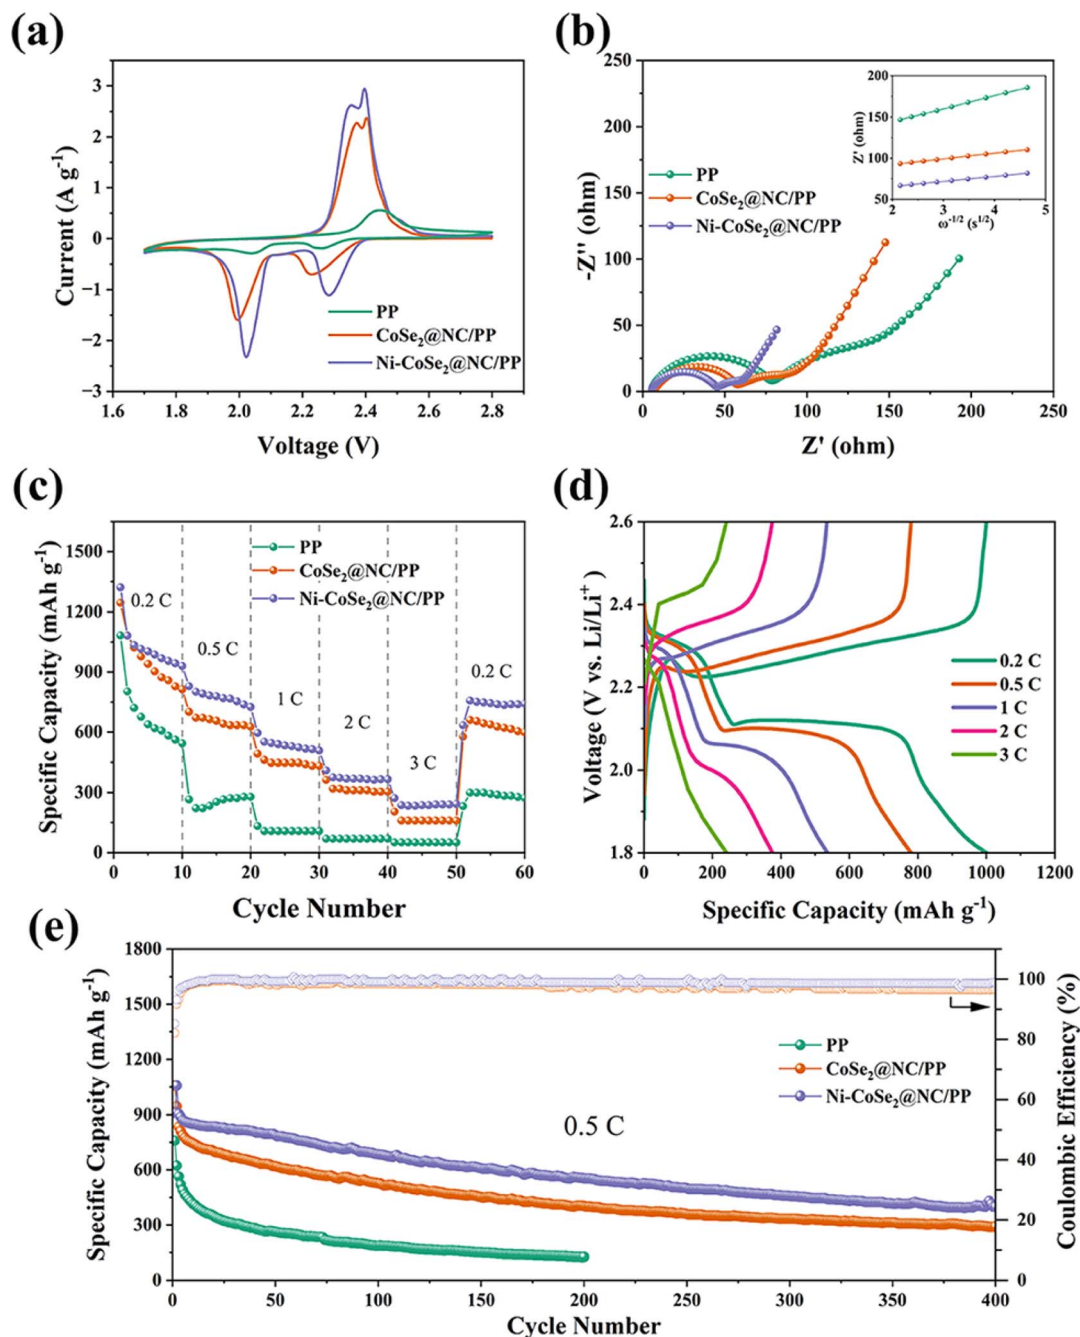 (a)
3
2
1
0
−1
−2
−3
Current (A g-1)
PP
CoSe2@NC/PP
Ni-CoSe2@NC/PP
1.6 1.8 2.0 2.2 2.4 2.6 2.8
Voltage (V)
(b)
250
200
150
100
50
0
-Z'' (ohm)
PP
CoSe2@NC/PP
Ni-CoSe2@NC/PP
200
150
100
50
Z' (ohm)
2 3 4 5
ω-1/2 (s1/2)
0 50 100 150 200 250
Z' (ohm)
(c)
1500
1200
900
600
300
0
Specific Capacity (mAh g-1)
PP
CoSe2@NC/PP
Ni-CoSe2@NC/PP
0.2 C
0.5 C
1 C
2 C
3 C
0.2 C
0 10 20 30 40 50 60
Cycle Number
(d)
2.6
2.4
2.2
2.0
1.8
Voltage (V vs. Li/Li+)
0.2 C
0.5 C
1 C
2 C
3 C
0 200 400 600 800 1000 1200
Specific Capacity (mAh g-1)
(e)
1800
1500
1200
900
600
300
0
Specific Capacity (mAh g-1)
PP
CoSe2@NC/PP
Ni-CoSe2@NC/PP
0.5 C
100
80
60
40
20
0
Coulombic Efficiency (%)
0 50 100 150 200 250 300 350 400
Cycle Number